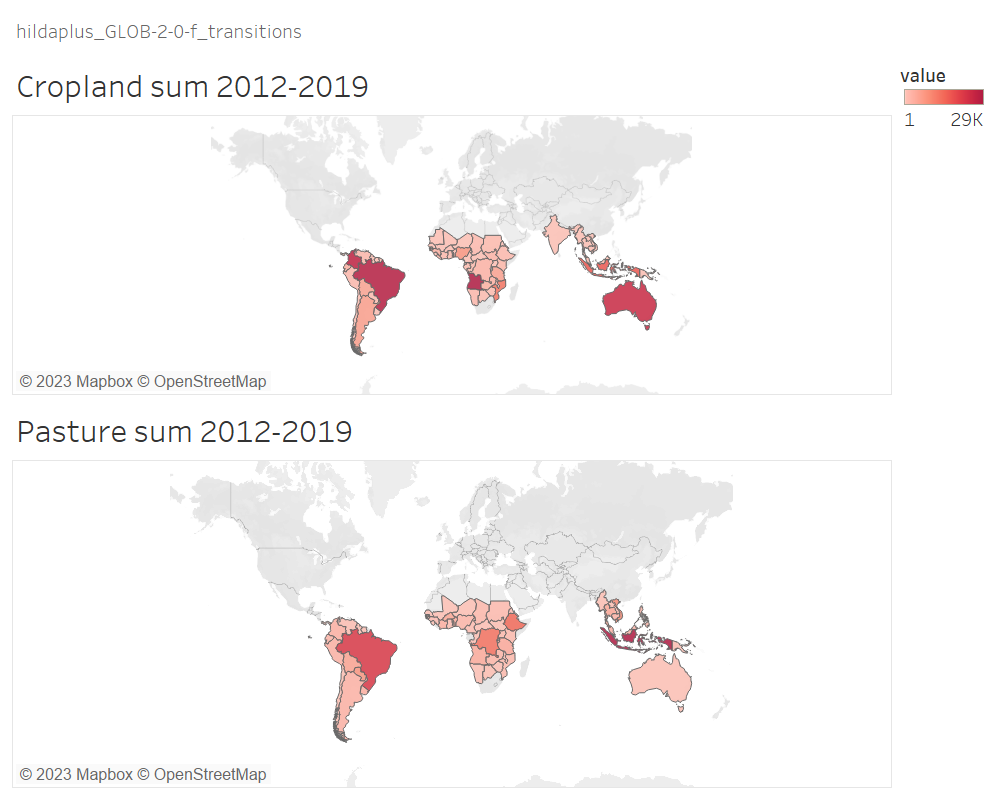 hildaplus_GLOB-2-0-f_transitions
Cropland sum 2012-2019
value
1 29K
© 2023 Mapbox © OpenStreetMap
Pasture sum 2012-2019
© 2023 Mapbox © OpenStreetMap